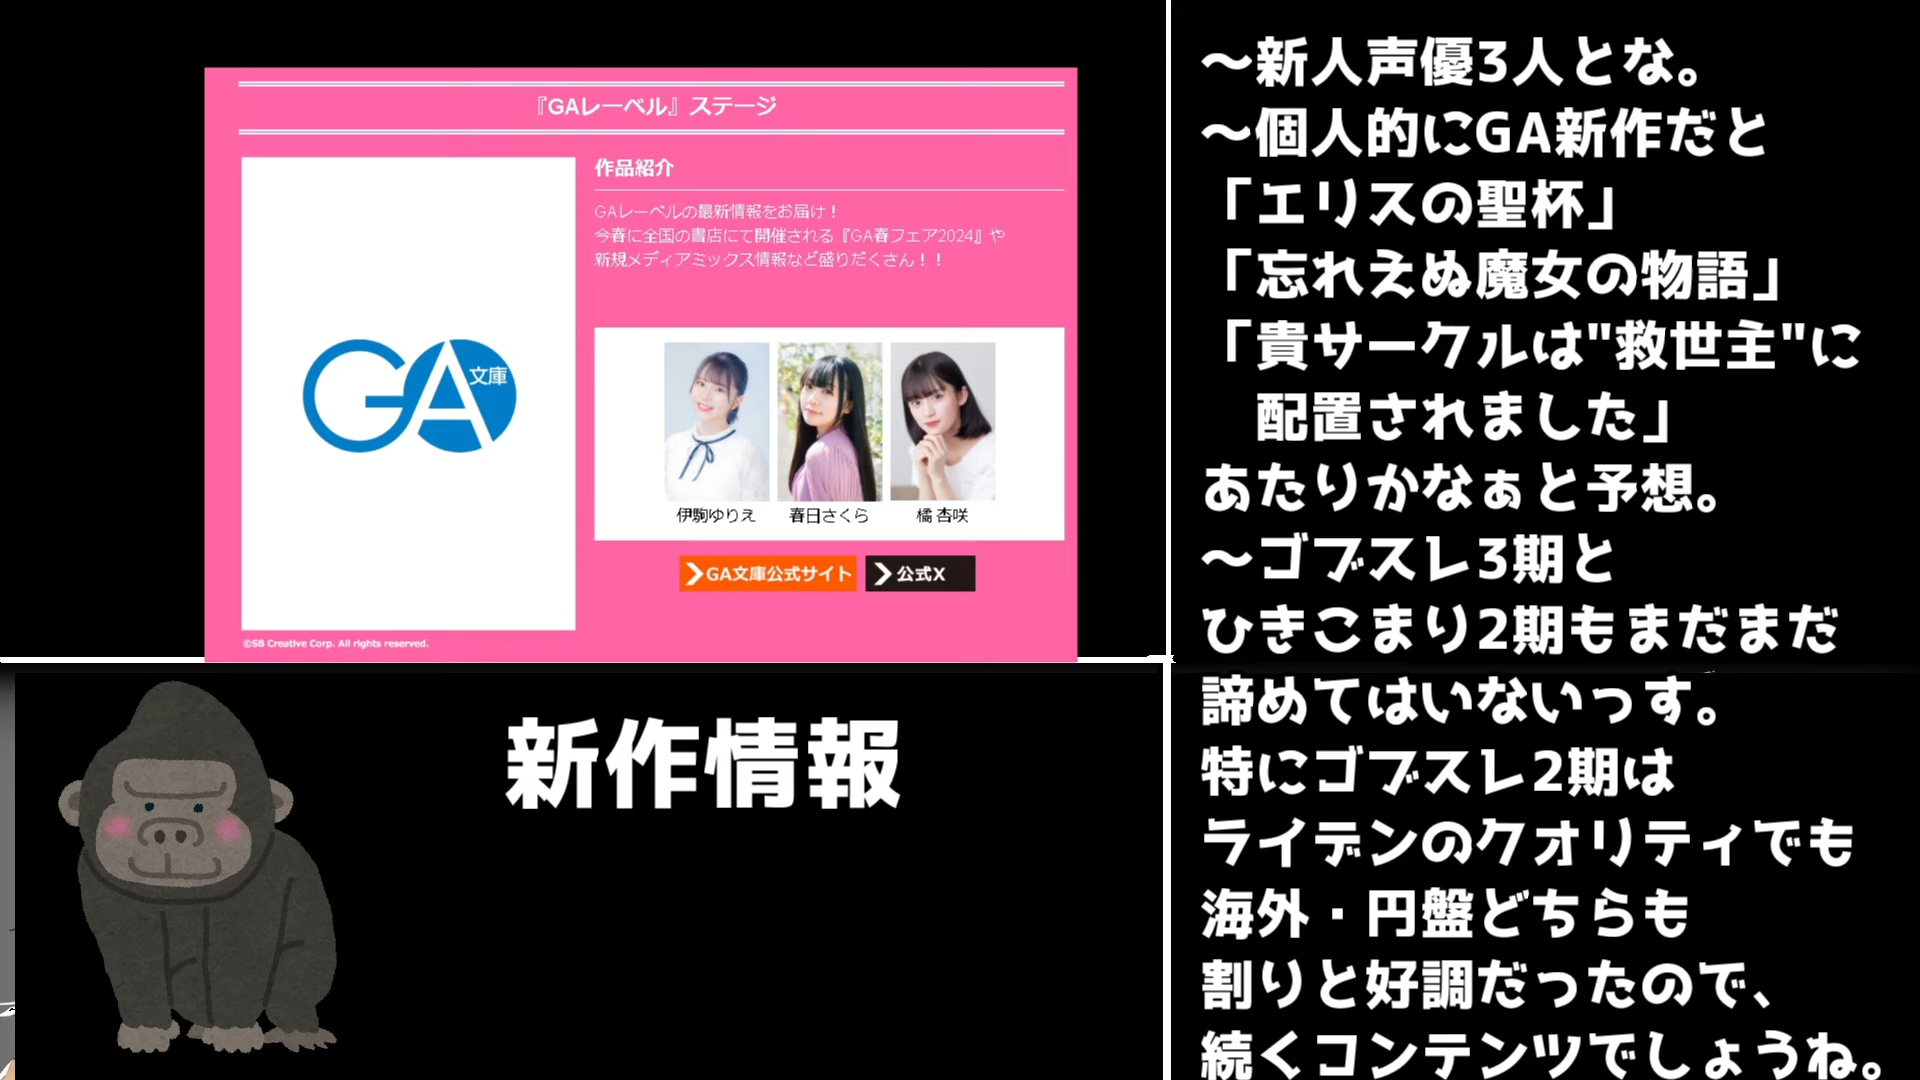 『GAレーベル』ステージ
作品紹介
GAレーベルの最新情報をお届け！
今春に全国の書店にて開催される『GA春フェア2024』や
新規メディアミックス情報など盛りだくさん！！
GA文庫
伊駒ゆりえ
春日さくら
橘 杏咲
GA文庫公式サイト
公式X
©SB Creative Corp. All rights reserved.
新作情報
～新人声優3人とな。
～個人的にGA新作だと
「エリスの聖杯」
「忘れえぬ魔女の物語」
「貴サークルは"救世主"に
配置されました」
あたりかなぁと予想。
～ゴブスレ3期と
ひきこまり2期もまだまだ
諦めてはいないっす。
特にゴブスレ2期は
ライデンのクオリティでも
海外・円盤どちらも
割りと好調だったので、
続くコンテンツでしょうね。